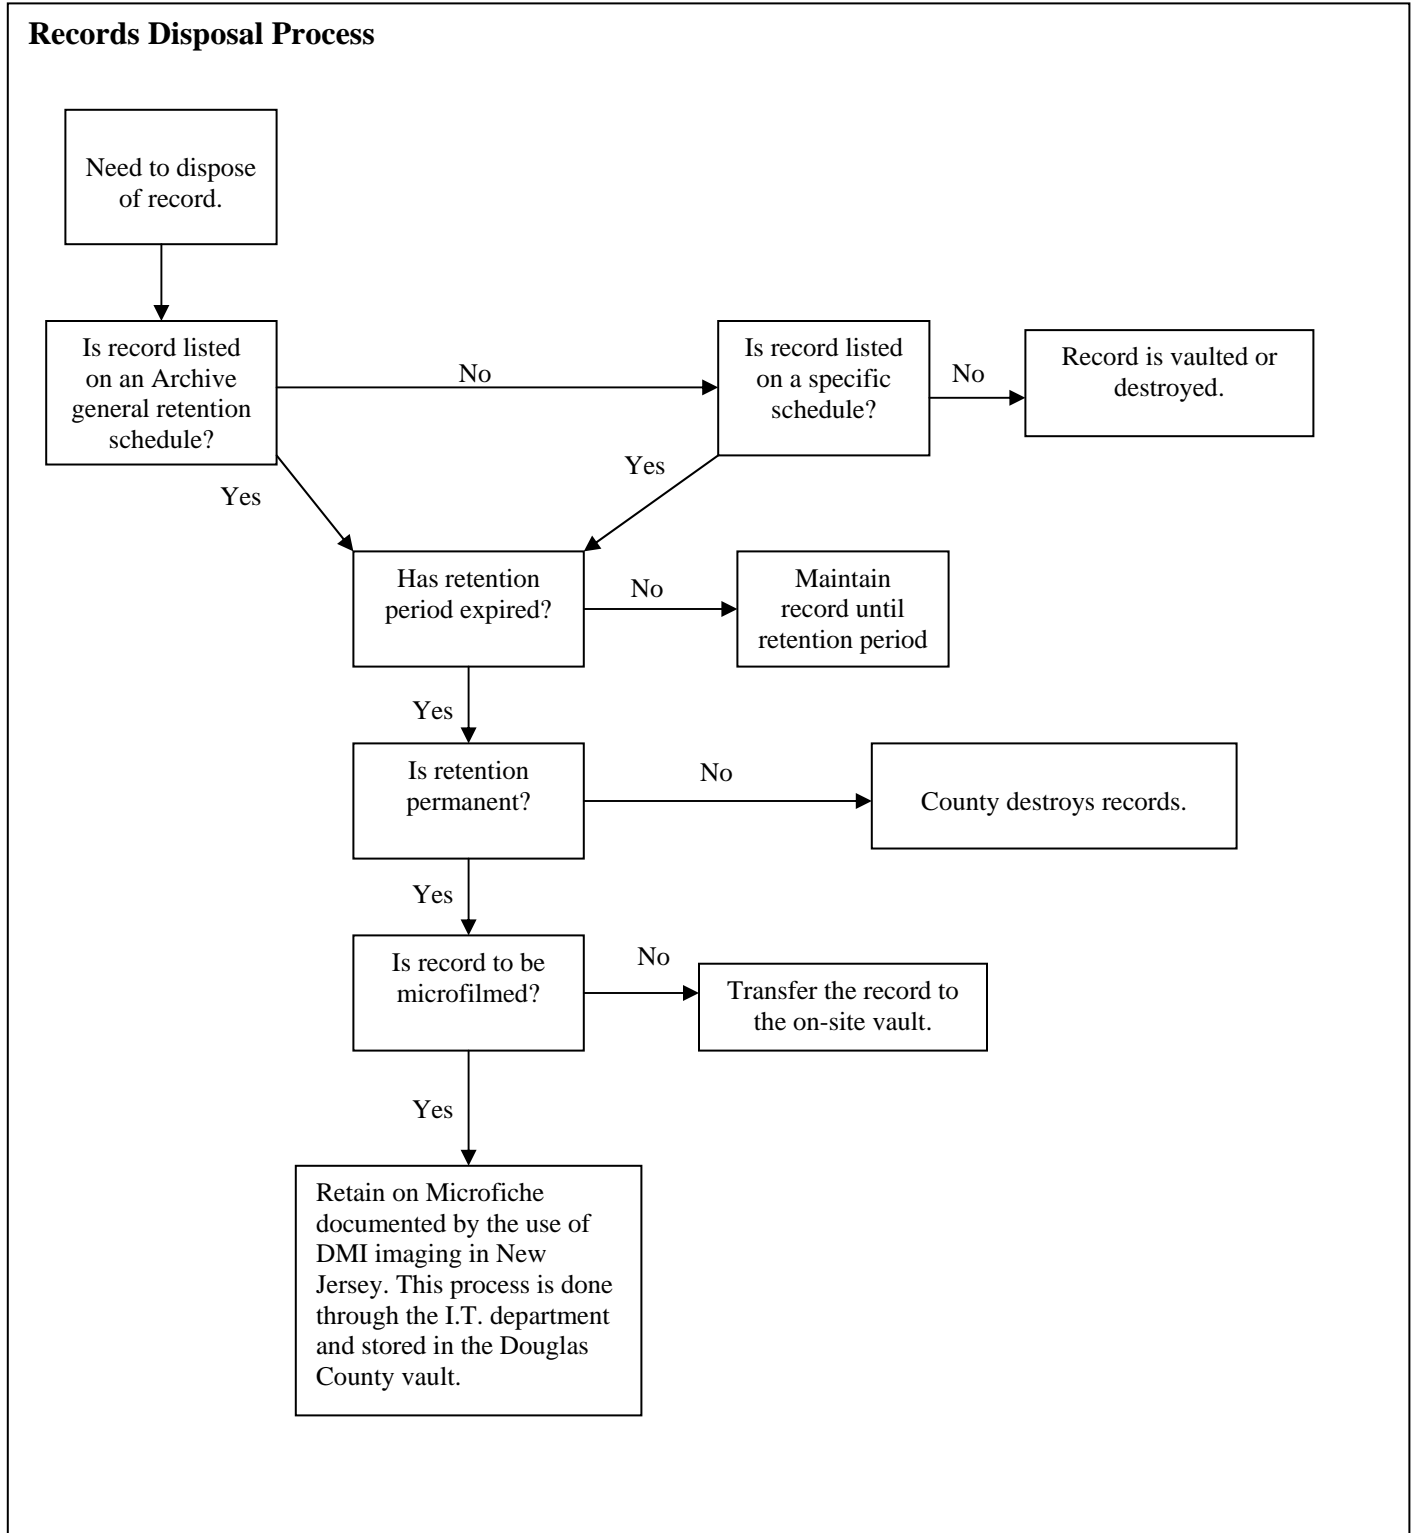 Records Disposal Process
Need to dispose
of record.
Is record listed
on an Archive
general retention
schedule?
No
Is record listed
on a specific
schedule?
No
Record is vaulted or
destroyed.
Yes
Yes
Has retention
period expired?
No
Maintain
record until
retention period
Yes
Is retention
permanent?
No
County destroys records.
Yes
Is record to be
microfilmed?
No
Transfer the record to
the on-site vault.
Yes
Retain on Microfiche
documented by the use of
DMI imaging in New
Jersey. This process is done
through the I.T. department
and stored in the Douglas
County vault.